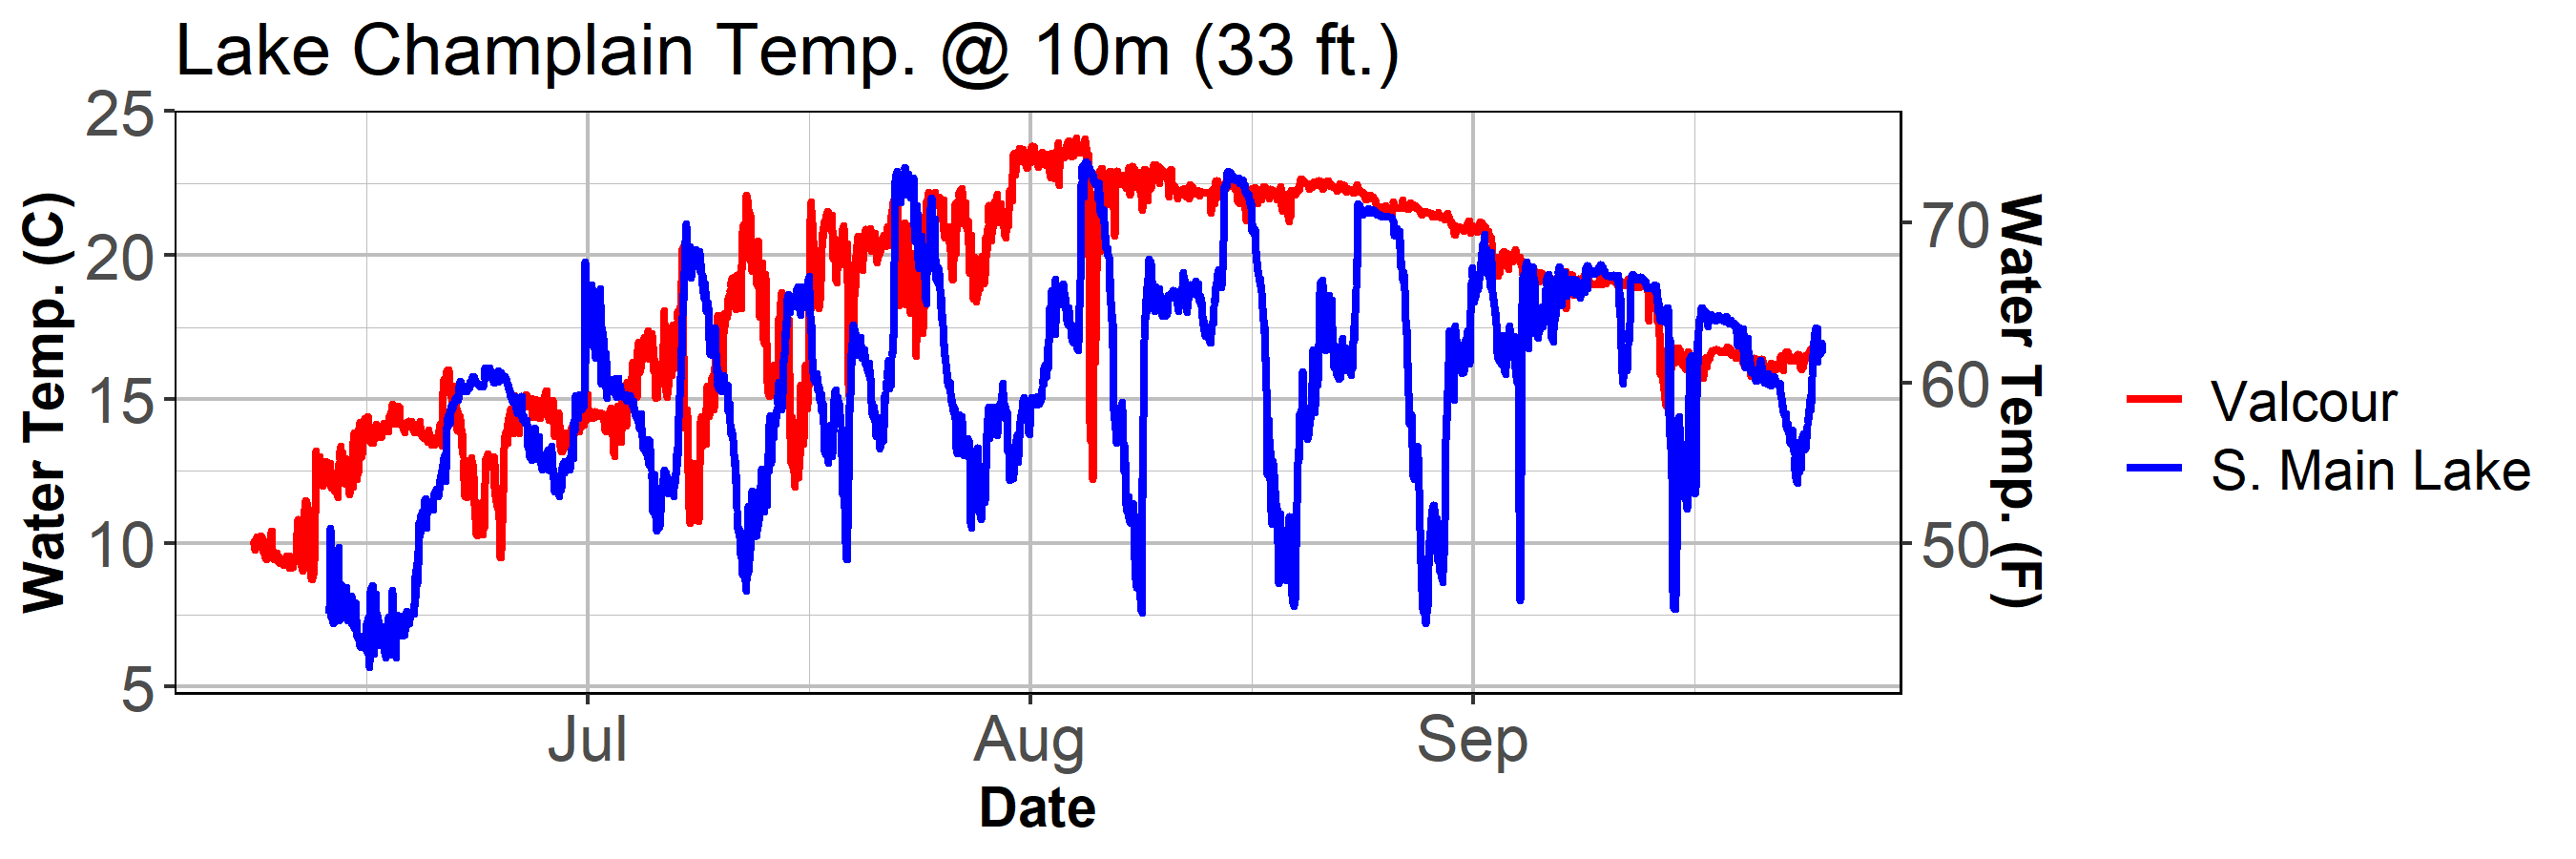 Lake Champlain Temp. @ 10m (33 ft.)
25
20
15
10
5
Water Temp. (C)
70
60
50
Water Temp. (F)
Jul
Aug
Sep
Date
Valcour
S. Main Lake